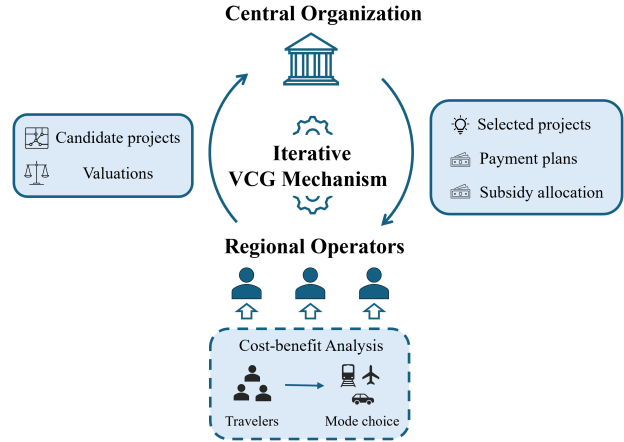 Central Organization
Candidate projects
Valuations
Iterative
VCG Mechanism
Selected projects
Payment plans
Subsidy allocation
Regional Operators
Cost-benefit Analysis
Travelers
Mode choice